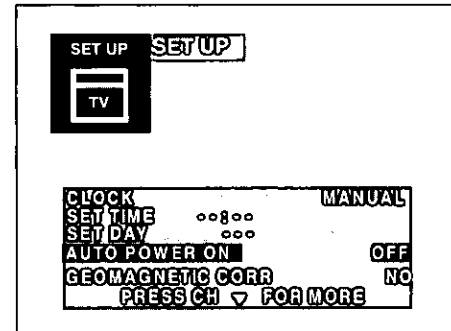 SET UP SET UP
TV
CLOCK MANUAL
SET TIME --:--
SET DAY ---
AUTO POWER ON OFF
GEOMAGNETIC CORR NO
PRESS CH ▽ FOR MORE